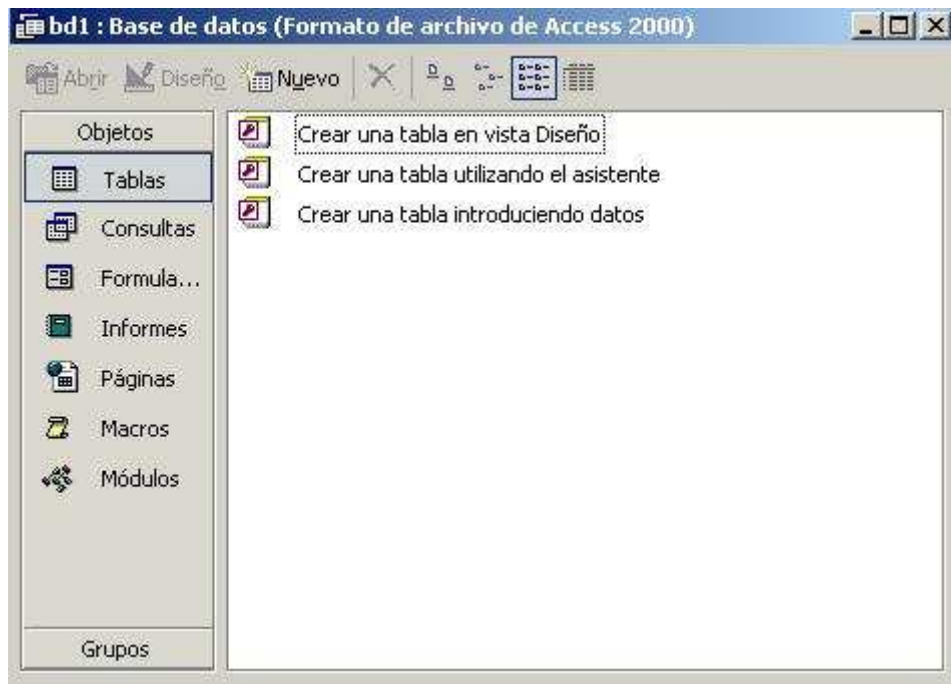 bd1 : Base de datos (Formato de archivo de Access 2000)
Abrir Diseño Nuevo
Objetos
Tablas
Consultas
Formula...
Informes
Páginas
Macros
Módulos
Grupos
Crear una tabla en vista Diseño
Crear una tabla utilizando el asistente
Crear una tabla introduciendo datos